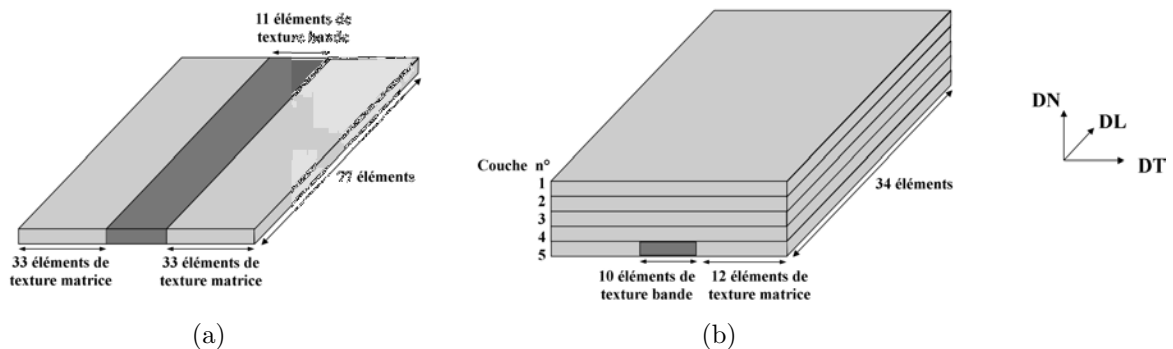 11 éléments de
texture bande
?? éléments
33 éléments de
texture matrice
33 éléments de
texture matrice
(a)
Couche n°
1
2
3
4
5
34 éléments
10 éléments de
texture bande
12 éléments de
texture matrice
(b)
DN
DL
DT